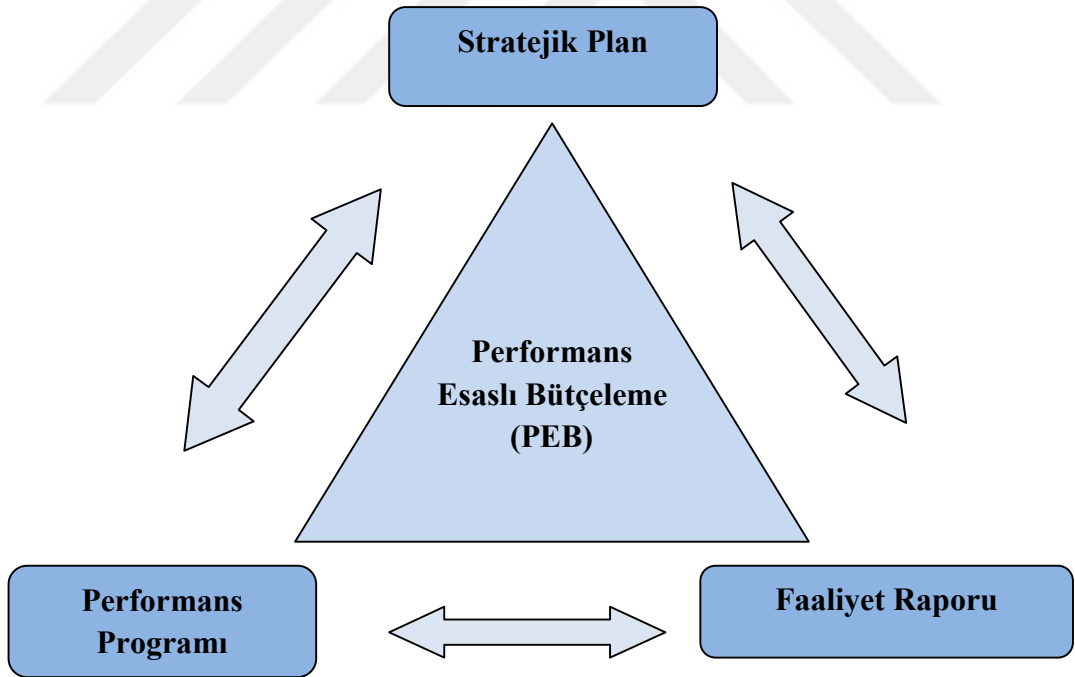 Stratejik Plan
Performans
Esaslı Bütçeleme
(PEB)
Performans
Programı
Faaliyet Raporu